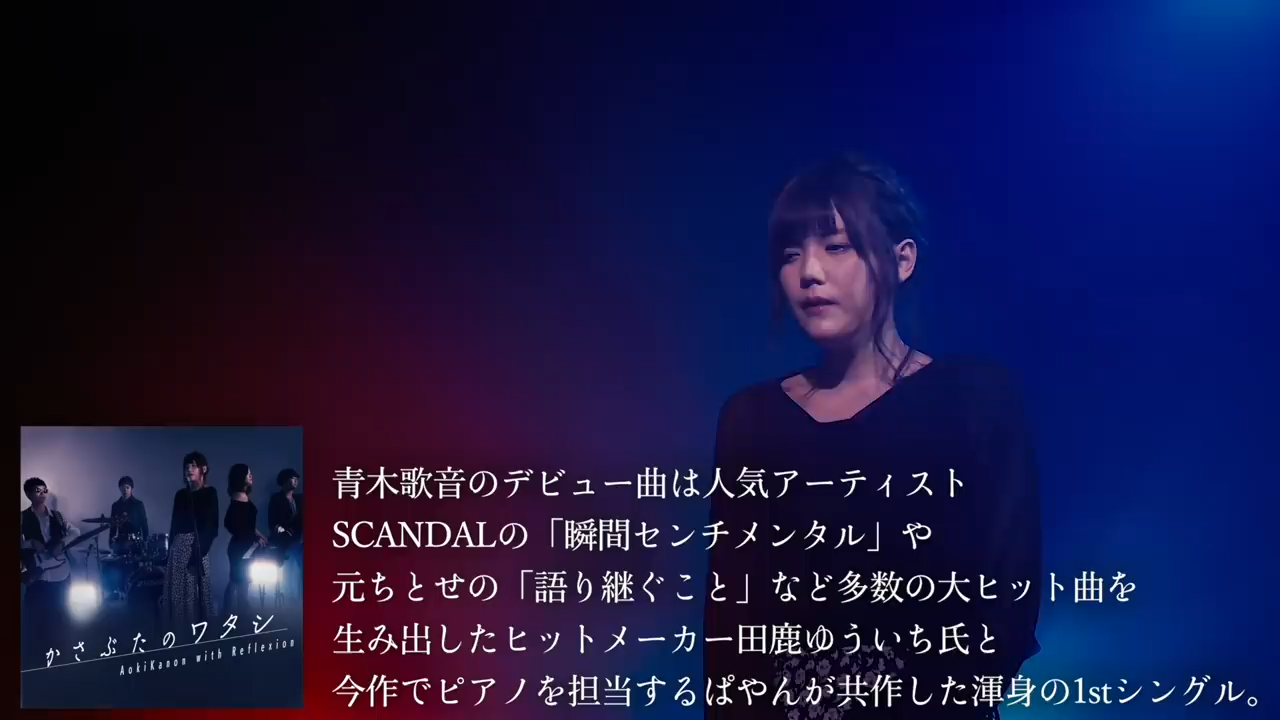 青木歌音のデビュー曲は人気アーティスト
SCANDALの「瞬間センチメンタル」や
元ちとせの「語り継ぐこと」など多数の大ヒット曲を
生み出したヒットメーカー田鹿ゆういち氏と
今作でピアノを担当するぱやんが共作した渾身の1stシングル。
かさぶたのワタシ
AokiKanon with Reflexion